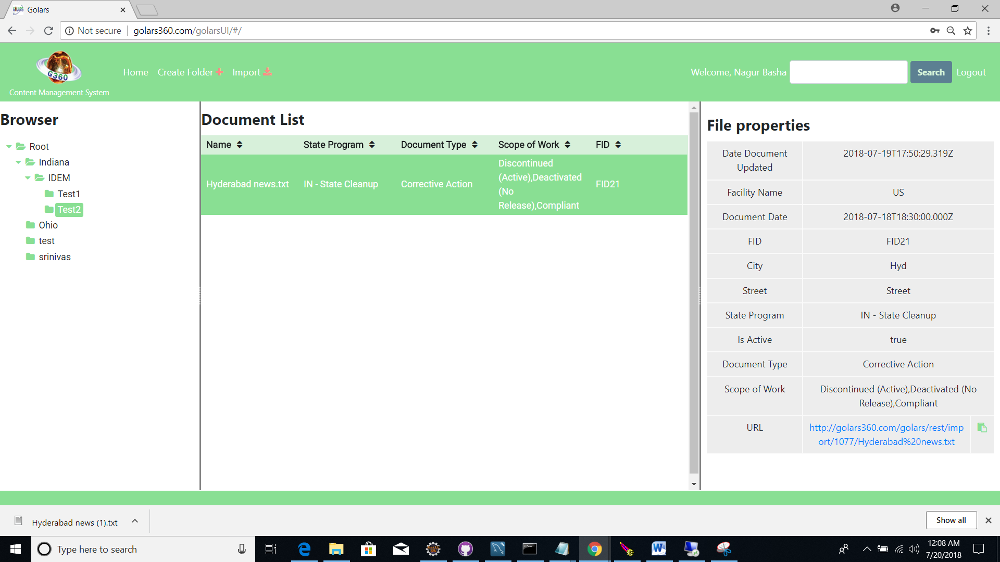 Golars
Not secure
golars360.com/golarsUI/#/
G360
Content Management System
Home
Create Folder
Import
Welcome, Nagur Basha
Search
Logout
Browser
Root
Indiana
IDEM
Test1
Test2
Ohio
test
srinivas
Document List
Name
State Program
Document Type
Scope of Work
FID
Hyderabad news.txt
IN - State Cleanup
Corrective Action
Discontinued
(Active),Deactivated
(No
Release),Compliant
FID21
File properties
Date Document
Updated
2018-07-19T17:50:29.319Z
Facility Name
US
Document Date
2018-07-18T18:30:00.000Z
FID
FID21
City
Hyd
Street
Street
State Program
IN - State Cleanup
Is Active
true
Document Type
Corrective Action
Scope of Work
Discontinued (Active),Deactivated (No
Release),Compliant
URL
http://golars360.com/golars/rest/imp
ort/1077/Hyderabad%20news.txt
Hyderabad news (1).txt
Show all
Type here to search
12:08 AM
7/20/2018